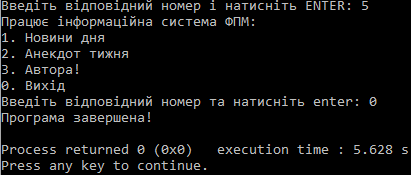 Введіть відповідний номер і натисніть ENTER: 5
Працює інформаційна система ФПМ:
1. Новини дня
2. Анекдот тижня
3. Автора!
0. Вихід
Введіть відповідний номер та натисніть enter: 0
Програма завершена!
Process returned 0 (0x0)   execution time : 5.628 s
Press any key to continue.